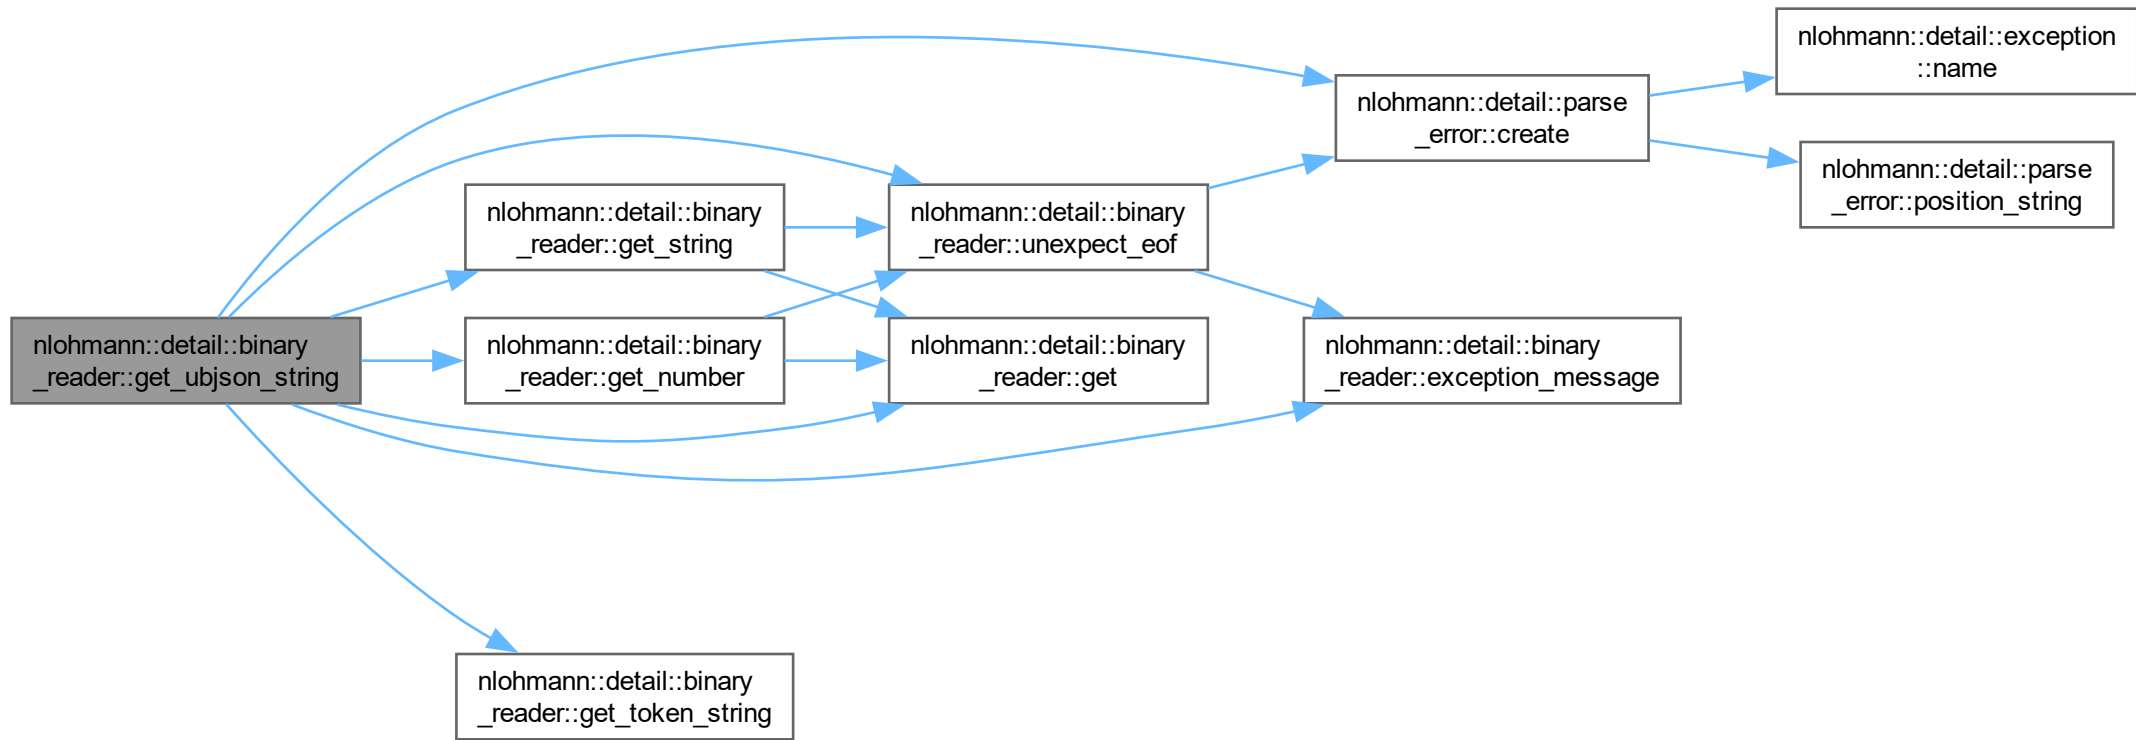 nlohmann::detail::binary
_reader::get_ubjson_string
nlohmann::detail::binary
_reader::get_string
nlohmann::detail::binary
_reader::get_number
nlohmann::detail::binary
_reader::get_token_string
nlohmann::detail::binary
_reader::unexpect_eof
nlohmann::detail::binary
_reader::get
nlohmann::detail::parse
_error::create
nlohmann::detail::binary
_reader::exception_message
nlohmann::detail::exception
::name
nlohmann::detail::parse
_error::position_string